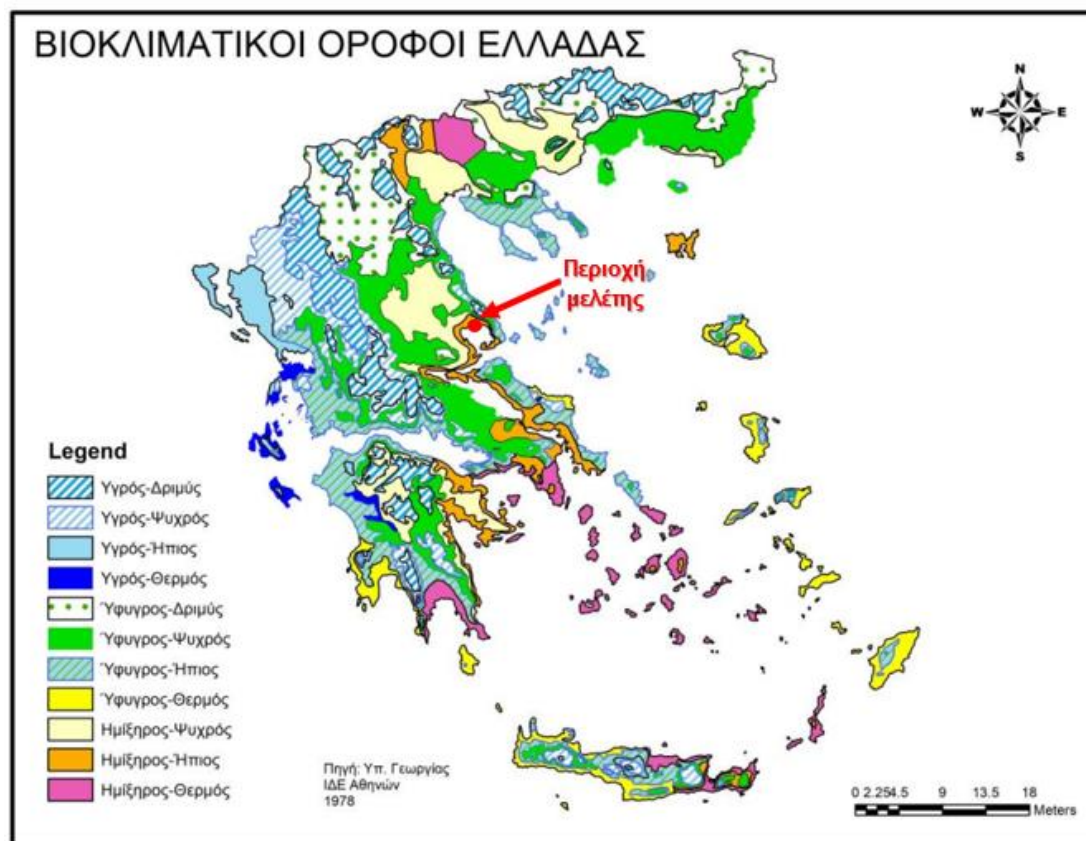 ΒΙΟΚΛΙΜΑΤΙΚΟΙ ΟΡΟΦΟΙ ΕΛΛΑΔΑΣ
N
W E
S
Περιοχή
μελέτης
Legend
Υγρός-Δριμύς
Υγρός-Ψυχρός
Υγρός-Ήπιος
Υγρός-Θερμός
Ύφυγρος-Δριμύς
Ύφυγρος-Ψυχρός
Ύφυγρος-Ήπιος
Ύφυγρος-Θερμός
Ημίξηρος-Ψυχρός
Ημίξηρος-Ήπιος
Ημίξηρος-Θερμός
Πηγή: Υπ. Γεωργίας
ΙΔΕ Αθηνών
1978
0 2.254.5 9 13.5 18
Meters